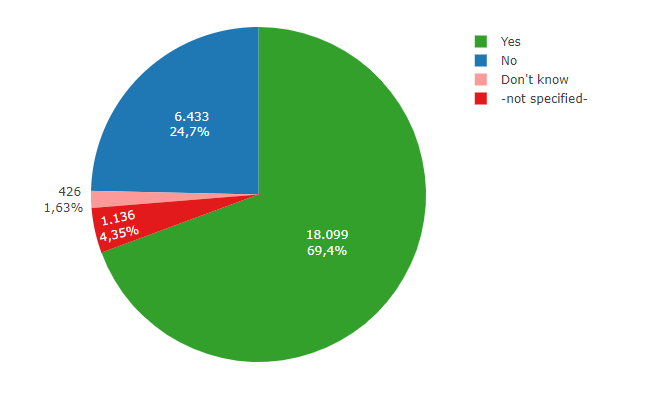 Yes
No
Don't know
-not specified-
6.433
24,7%
426
1,63%
1.136
4,35%
18.099
69,4%